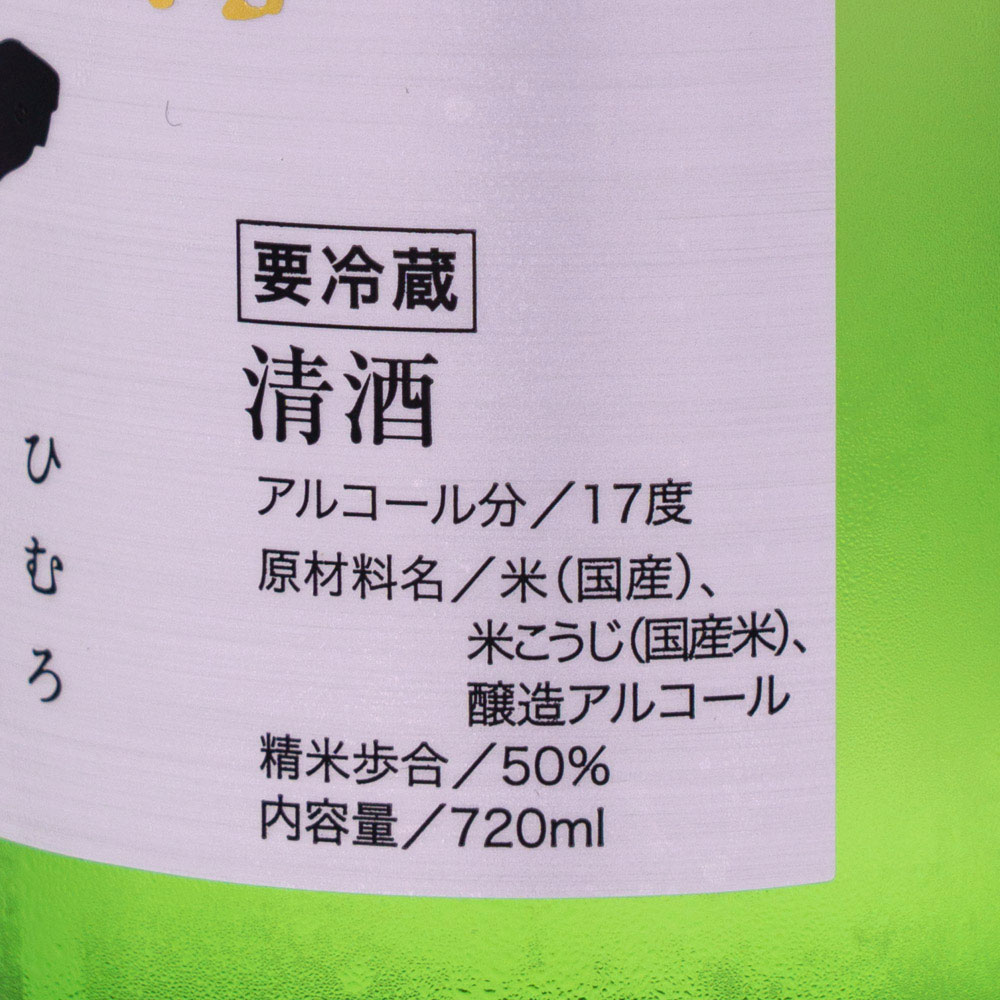 要冷蔵
清酒
アルコール分／17度
原材料名／米（国産）、
米こうじ（国産米）、
醸造アルコール
精米歩合／50%
内容量／720ml
ひむろ